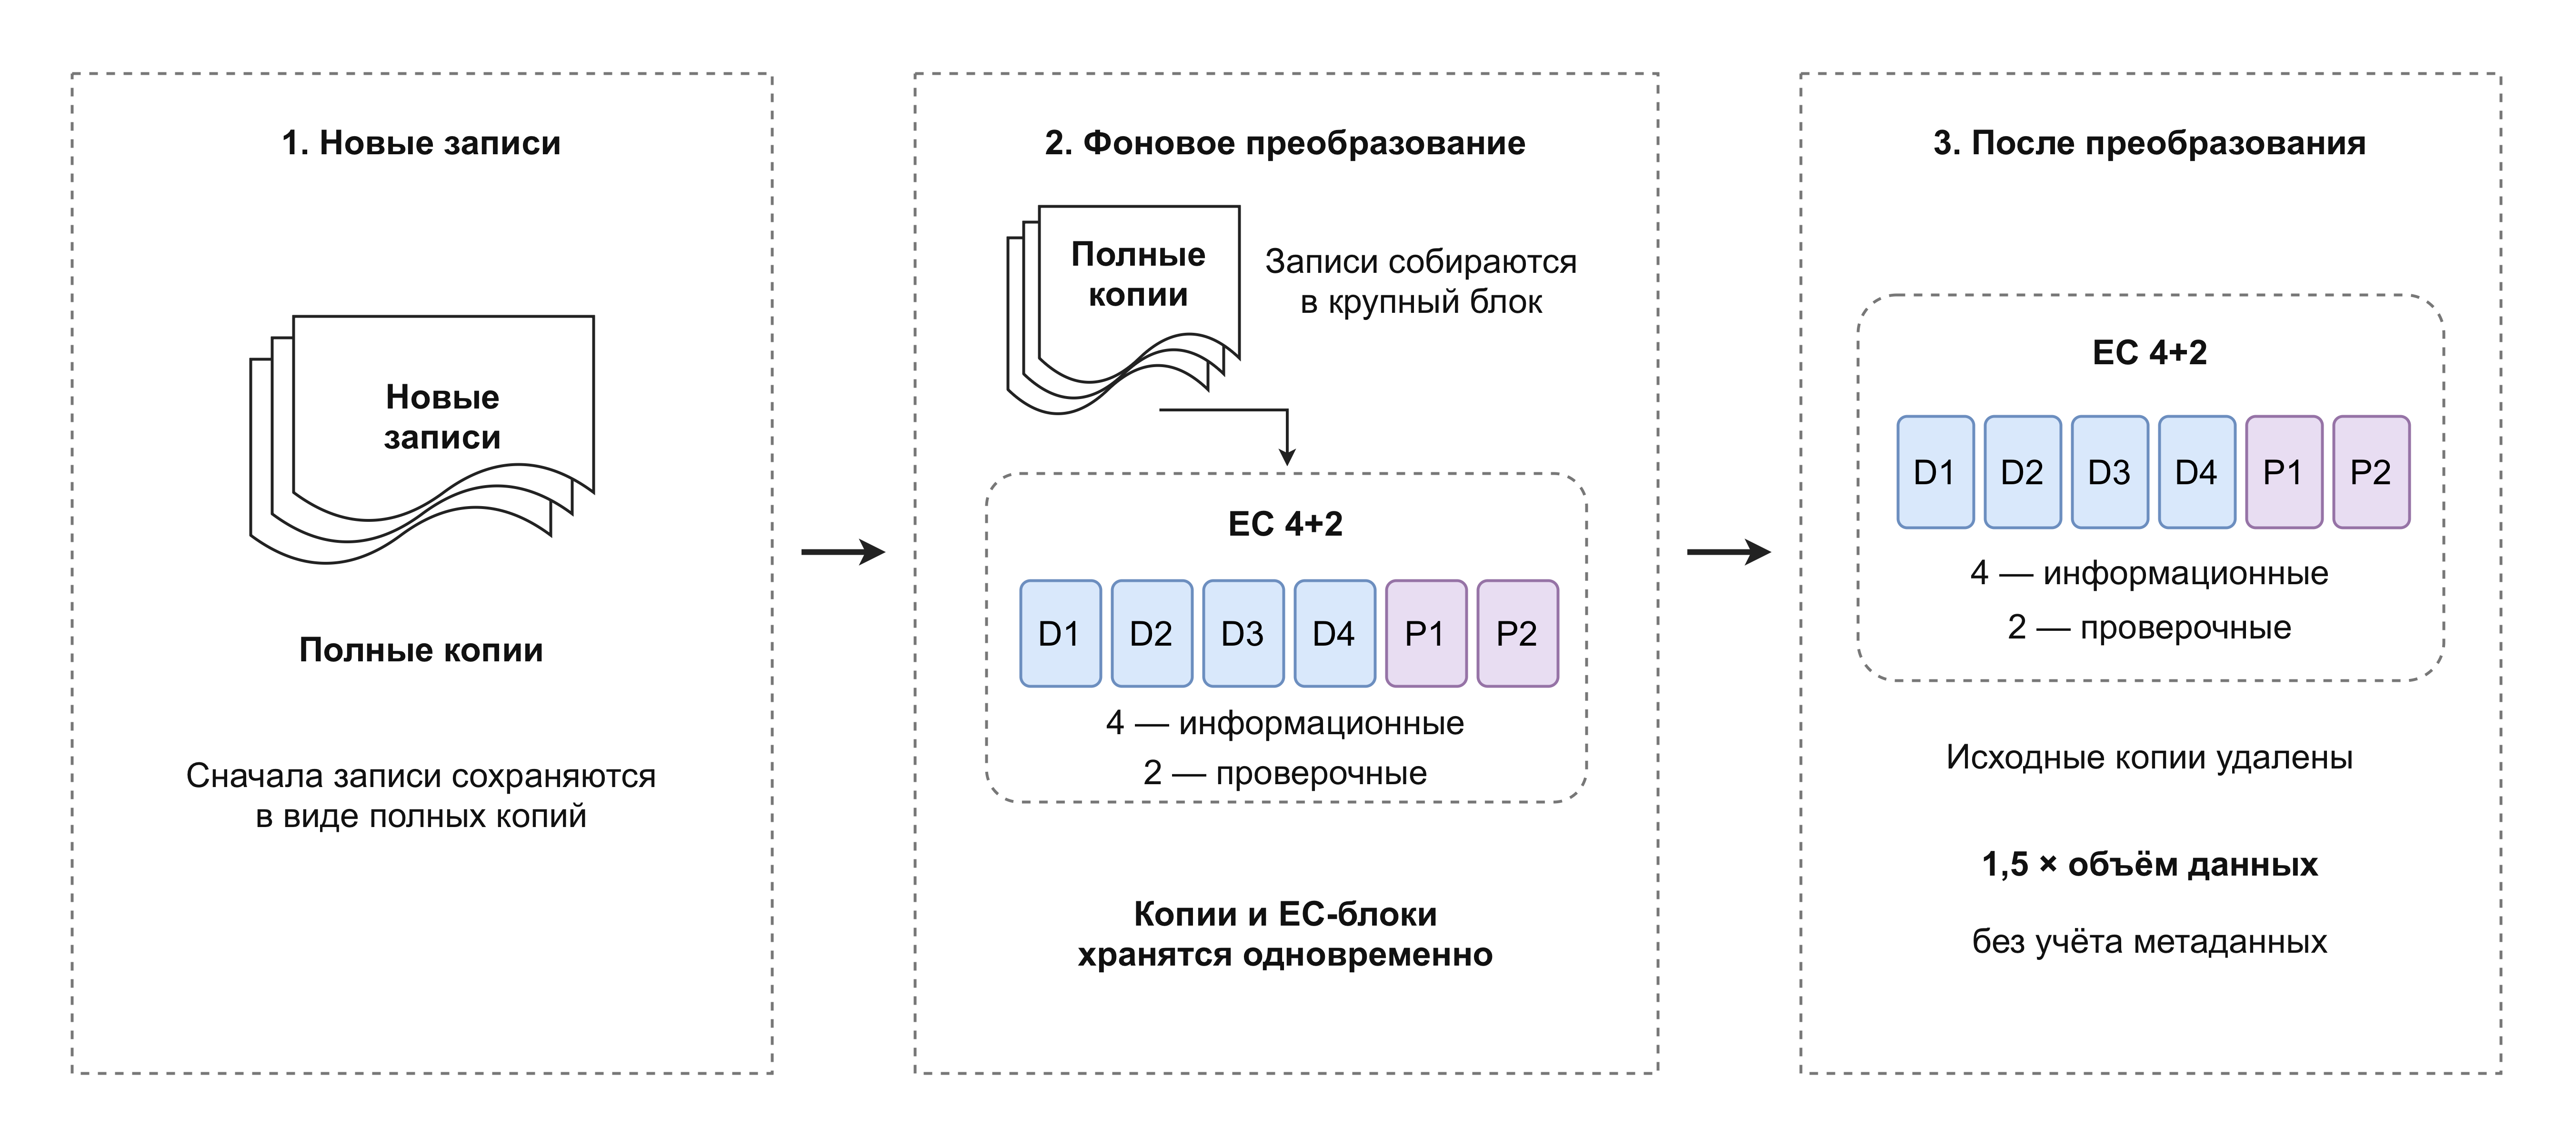 1. Новые записи
Новые
записи
Полные копии
Сначала записи сохраняются
в виде полных копий
2. Фоновое преобразование
Полные
копии
Записи собираются
в крупный блок
EC 4+2
D1 D2 D3 D4 P1 P2
4 — информационные
2 — проверочные
Копии и EC-блоки
хранятся одновременно
3. После преобразования
EC 4+2
D1 D2 D3 D4 P1 P2
4 — информационные
2 — проверочные
Исходные копии удалены
1,5 × объём данных
без учёта метаданных